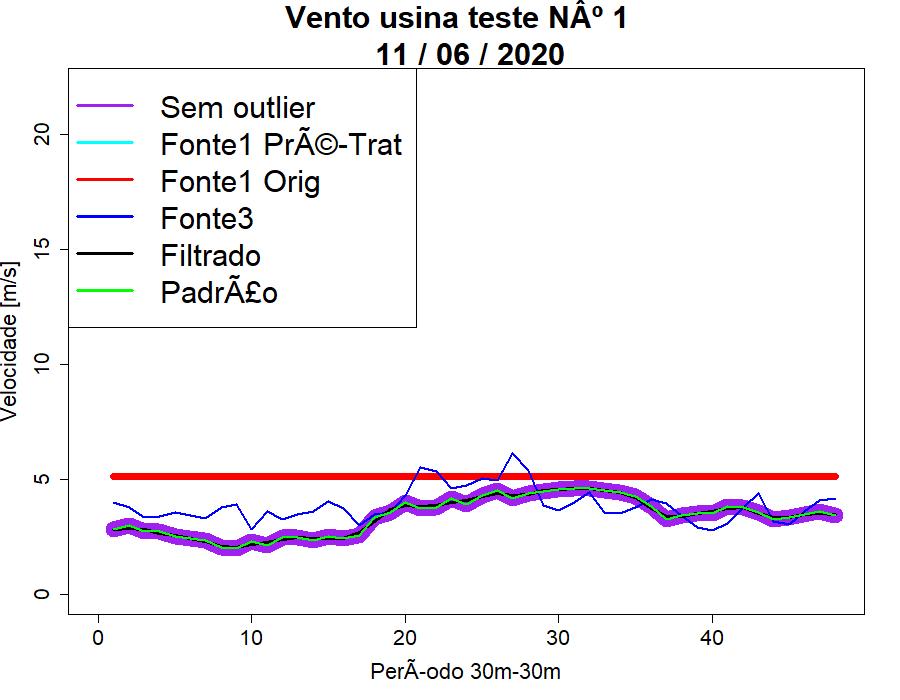 Vento usina teste NÂº 1
11 / 06 / 2020
Sem outlier
Fonte1 PrÃ©-Trat
Fonte1 Orig
Fonte3
Filtrado
PadrÃ£o
Velocidade [m/s]
20
15
10
5
0
0 10 20 30 40
PerÃ-odo 30m-30m